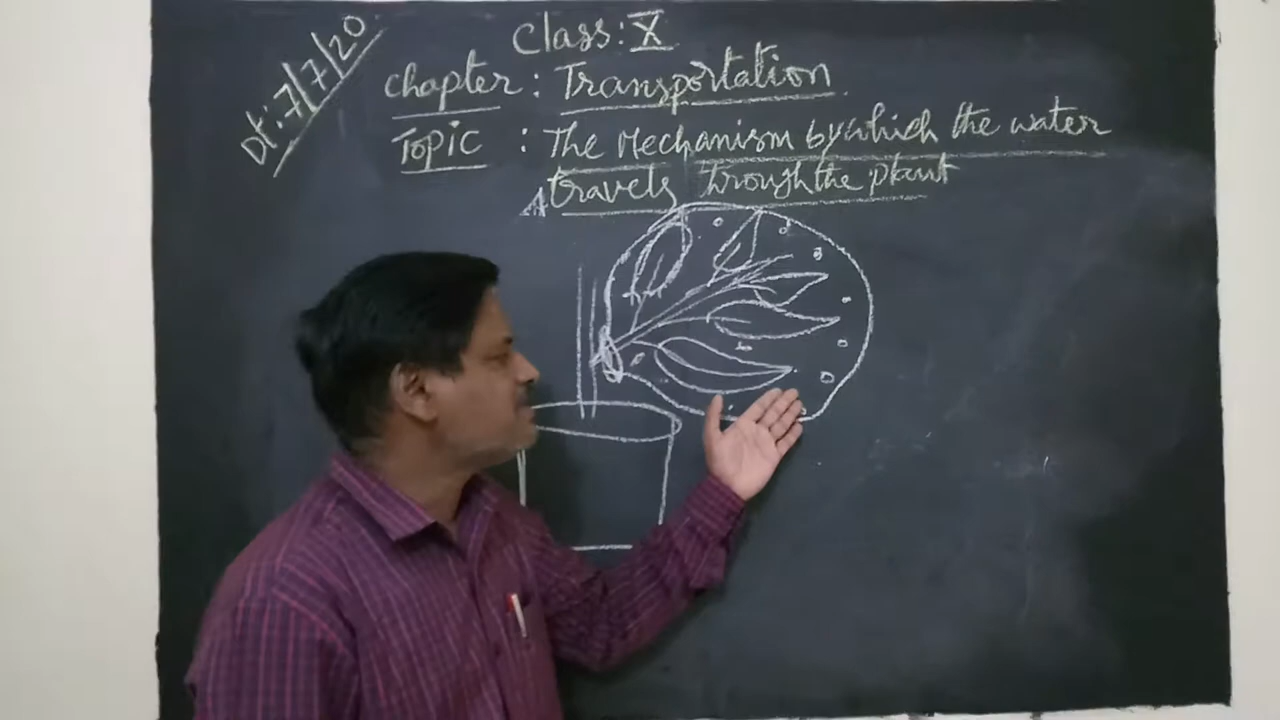 Dt:7/7/20
Class: X
Chapter : Transportation
Topic : The Mechanism by which the water
travels trough the plant